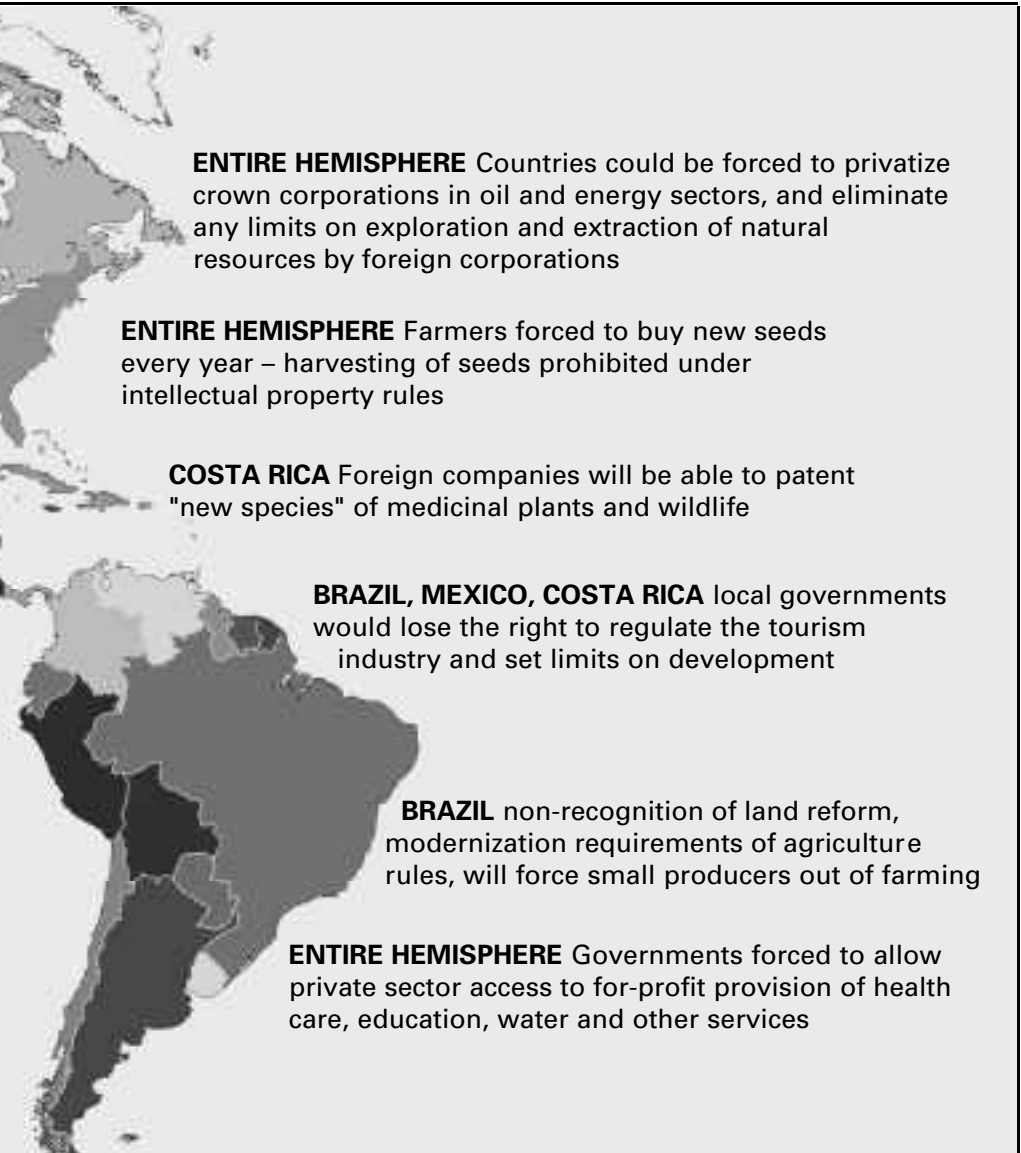 ENTIRE HEMISPHERE Countries could be forced to privatize
crown corporations in oil and energy sectors, and eliminate
any limits on exploration and extraction of natural
resources by foreign corporations
ENTIRE HEMISPHERE Farmers forced to buy new seeds
every year – harvesting of seeds prohibited under
intellectual property rules
COSTA RICA Foreign companies will be able to patent
"new species" of medicinal plants and wildlife
BRAZIL, MEXICO, COSTA RICA local governments
would lose the right to regulate the tourism
industry and set limits on development
BRAZIL non-recognition of land reform,
modernization requirements of agriculture
rules, will force small producers out of farming
ENTIRE HEMISPHERE Governments forced to allow
private sector access to for-profit provision of health
care, education, water and other services